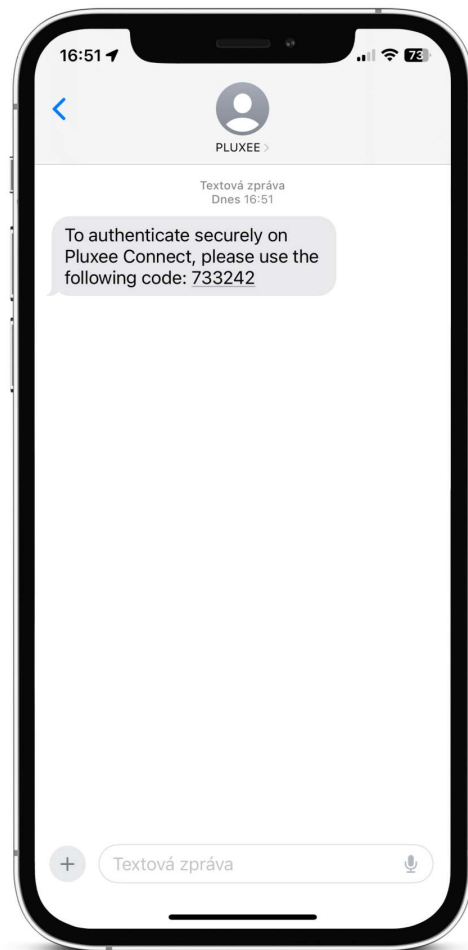 16:51
73
PLUXEE
Textová zpráva
Dnes 16:51
To authenticate securely on
Pluxee Connect, please use the
following code: 733242
Textová zpráva